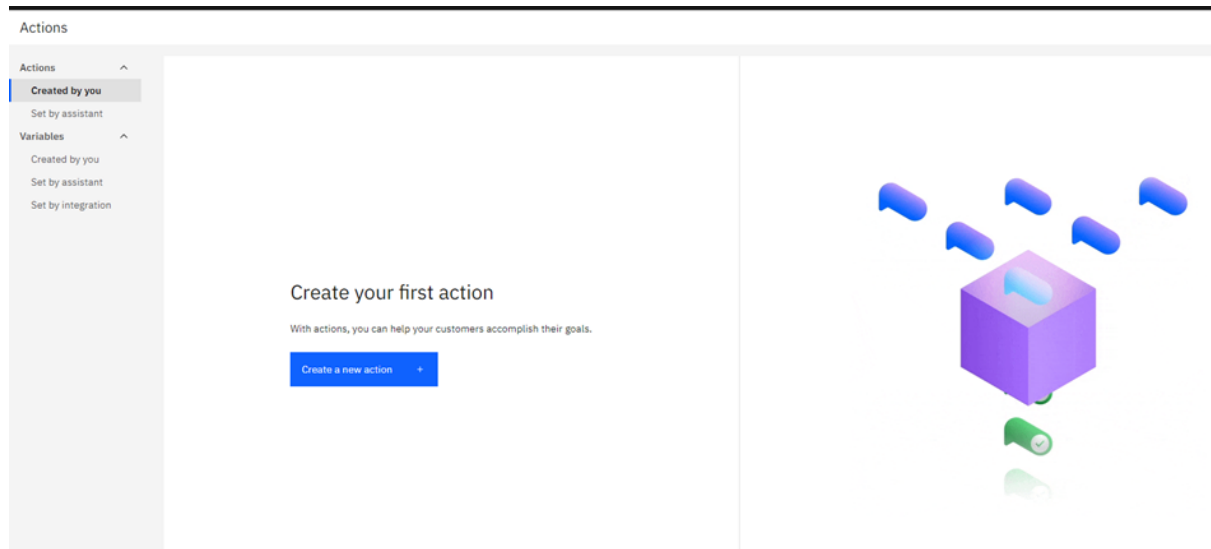 Actions
Actions
Created by you
Set by assistant
Variables
Created by you
Set by assistant
Set by integration
Create your first action
With actions, you can help your customers accomplish their goals.
Create a new action +